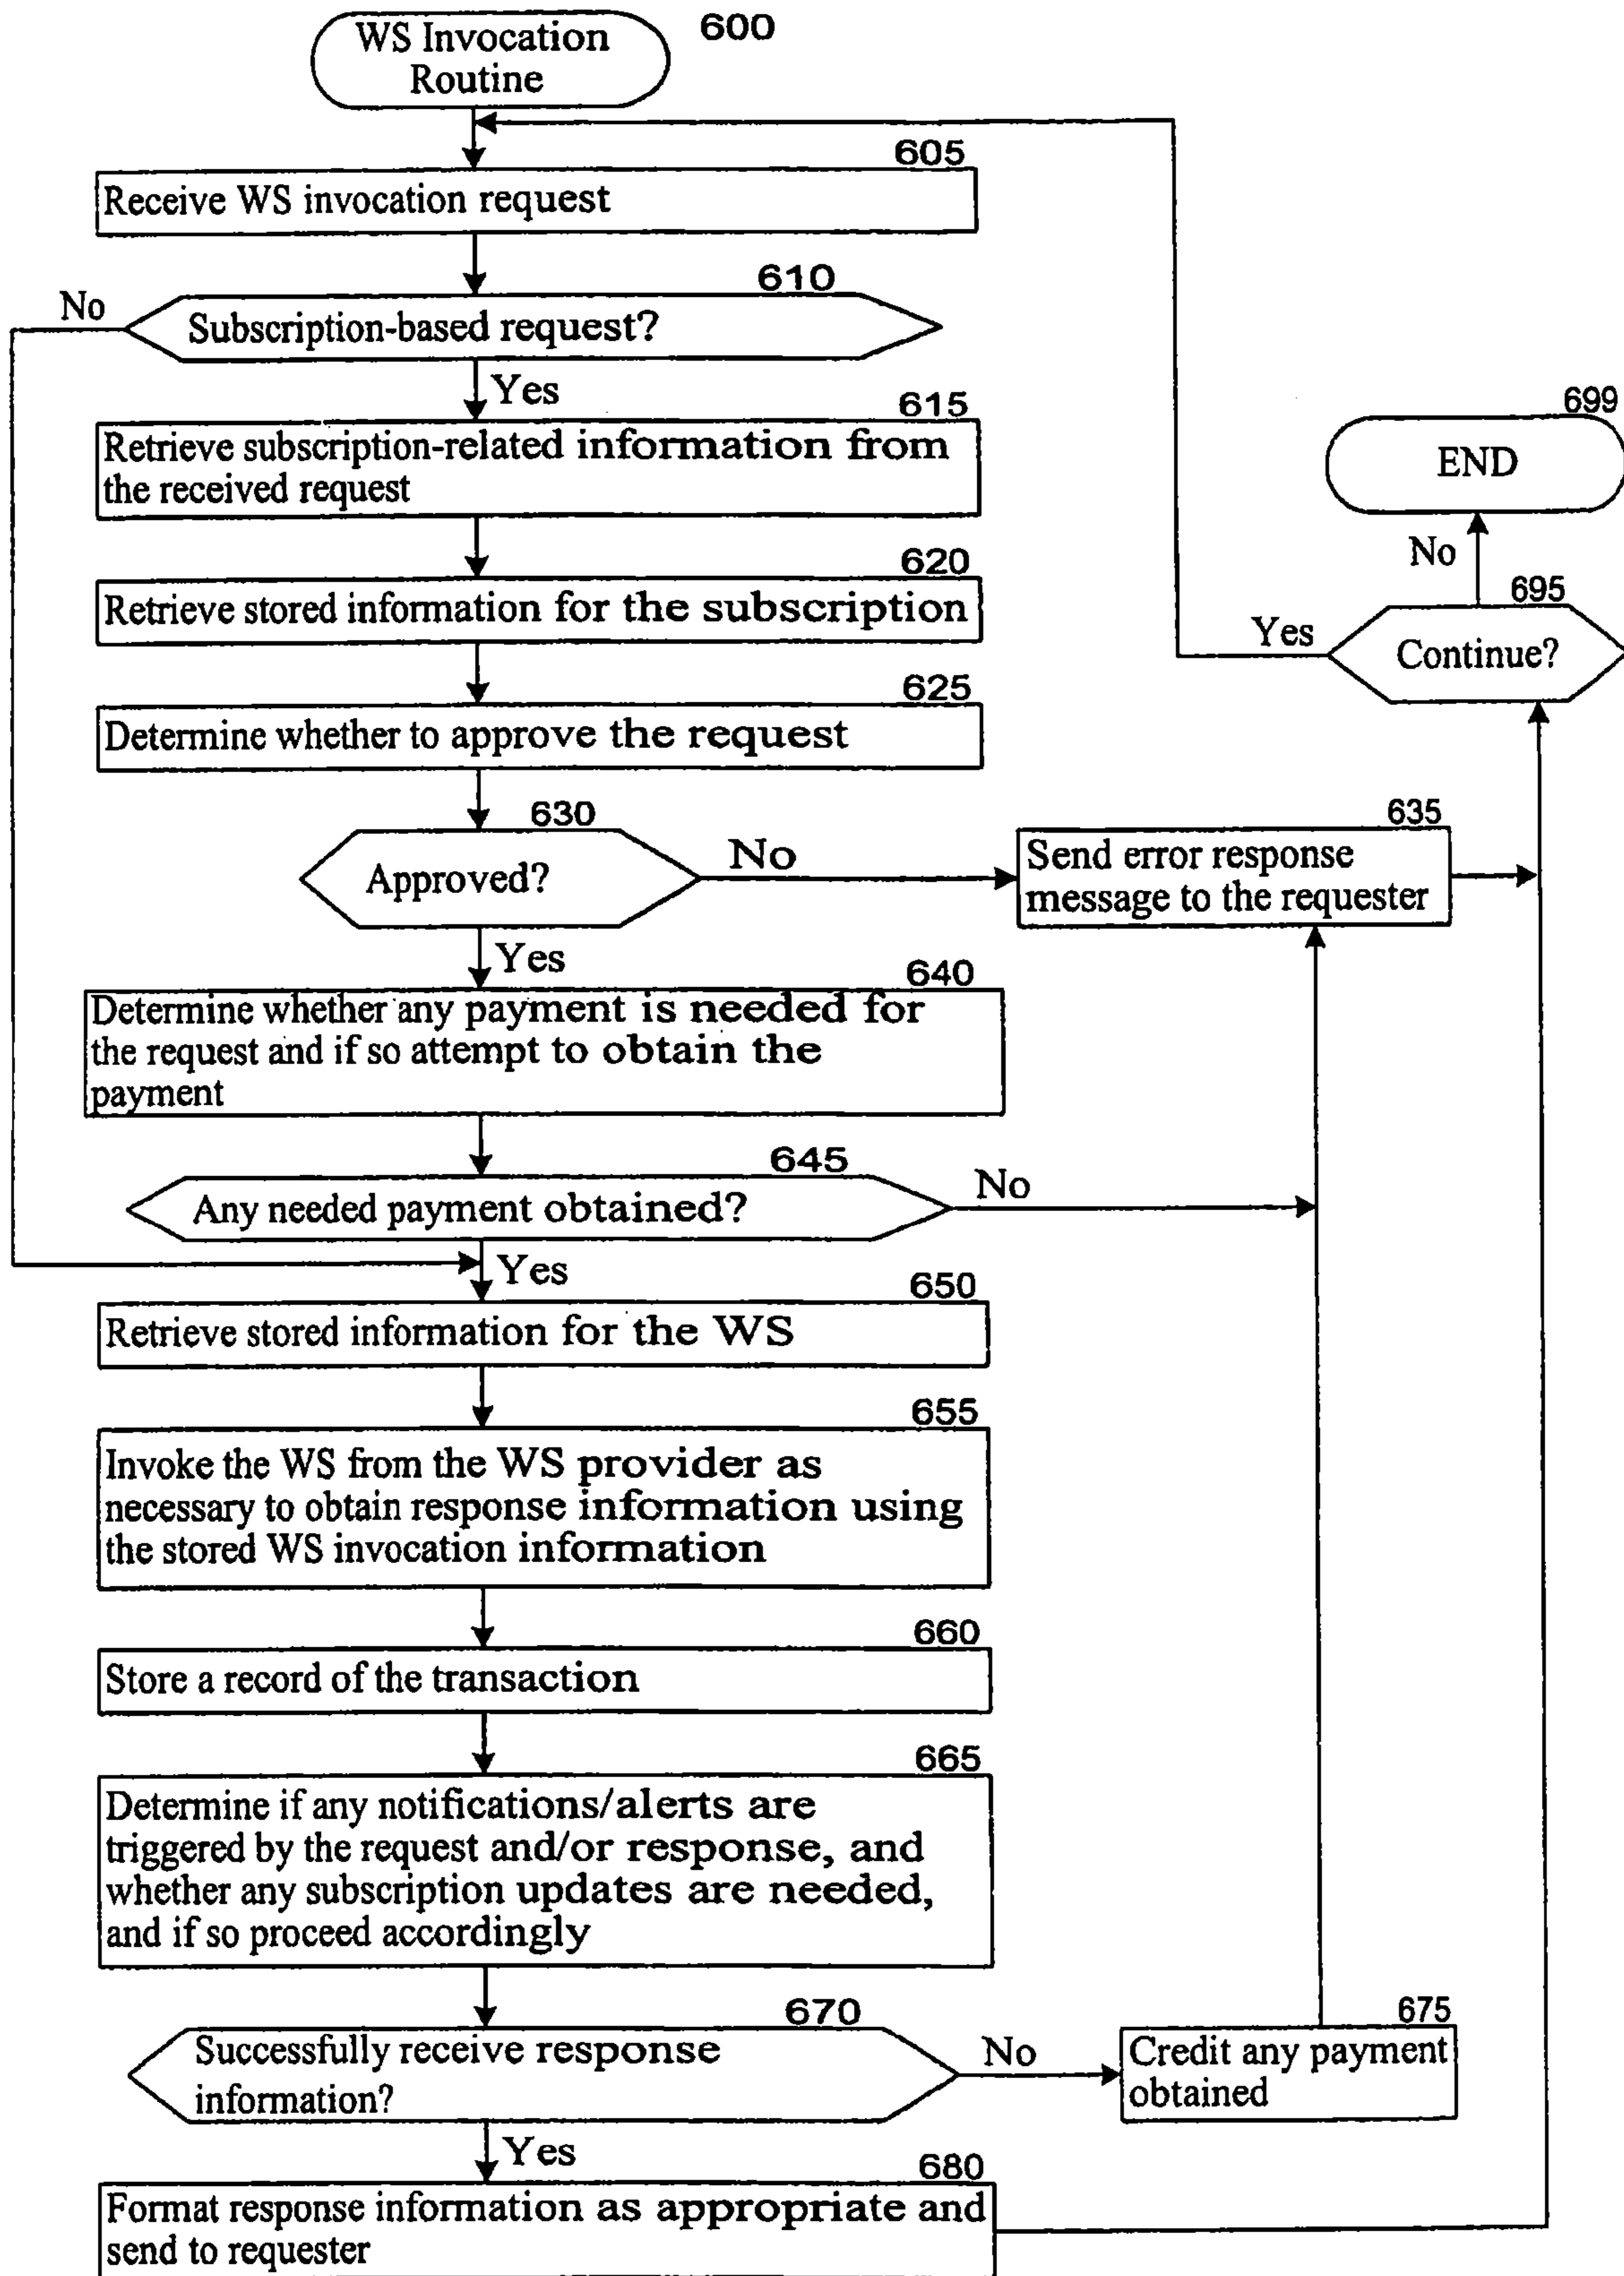 WS Invocation
Routine
600
605
Receive WS invocation request
610
No
Subscription-based request?
Yes
615
Retrieve subscription-related information from
the received request
699
END
No
620
Retrieve stored information for the subscription
695
Yes
Continue?
625
Determine whether to approve the request
630
Approved?
No
635
Send error response
message to the requester
Yes
640
Determine whether any payment is needed for
the request and if so attempt to obtain the
payment
645
Any needed payment obtained?
No
Yes
650
Retrieve stored information for the WS
655
Invoke the WS from the WS provider as
necessary to obtain response information using
the stored WS invocation information
660
Store a record of the transaction
665
Determine if any notifications/alerts are
triggered by the request and/or response, and
whether any subscription updates are needed,
and if so proceed accordingly
670
Successfully receive response
information?
No
675
Credit any payment
obtained
Yes
680
Format response information as appropriate and
send to requester